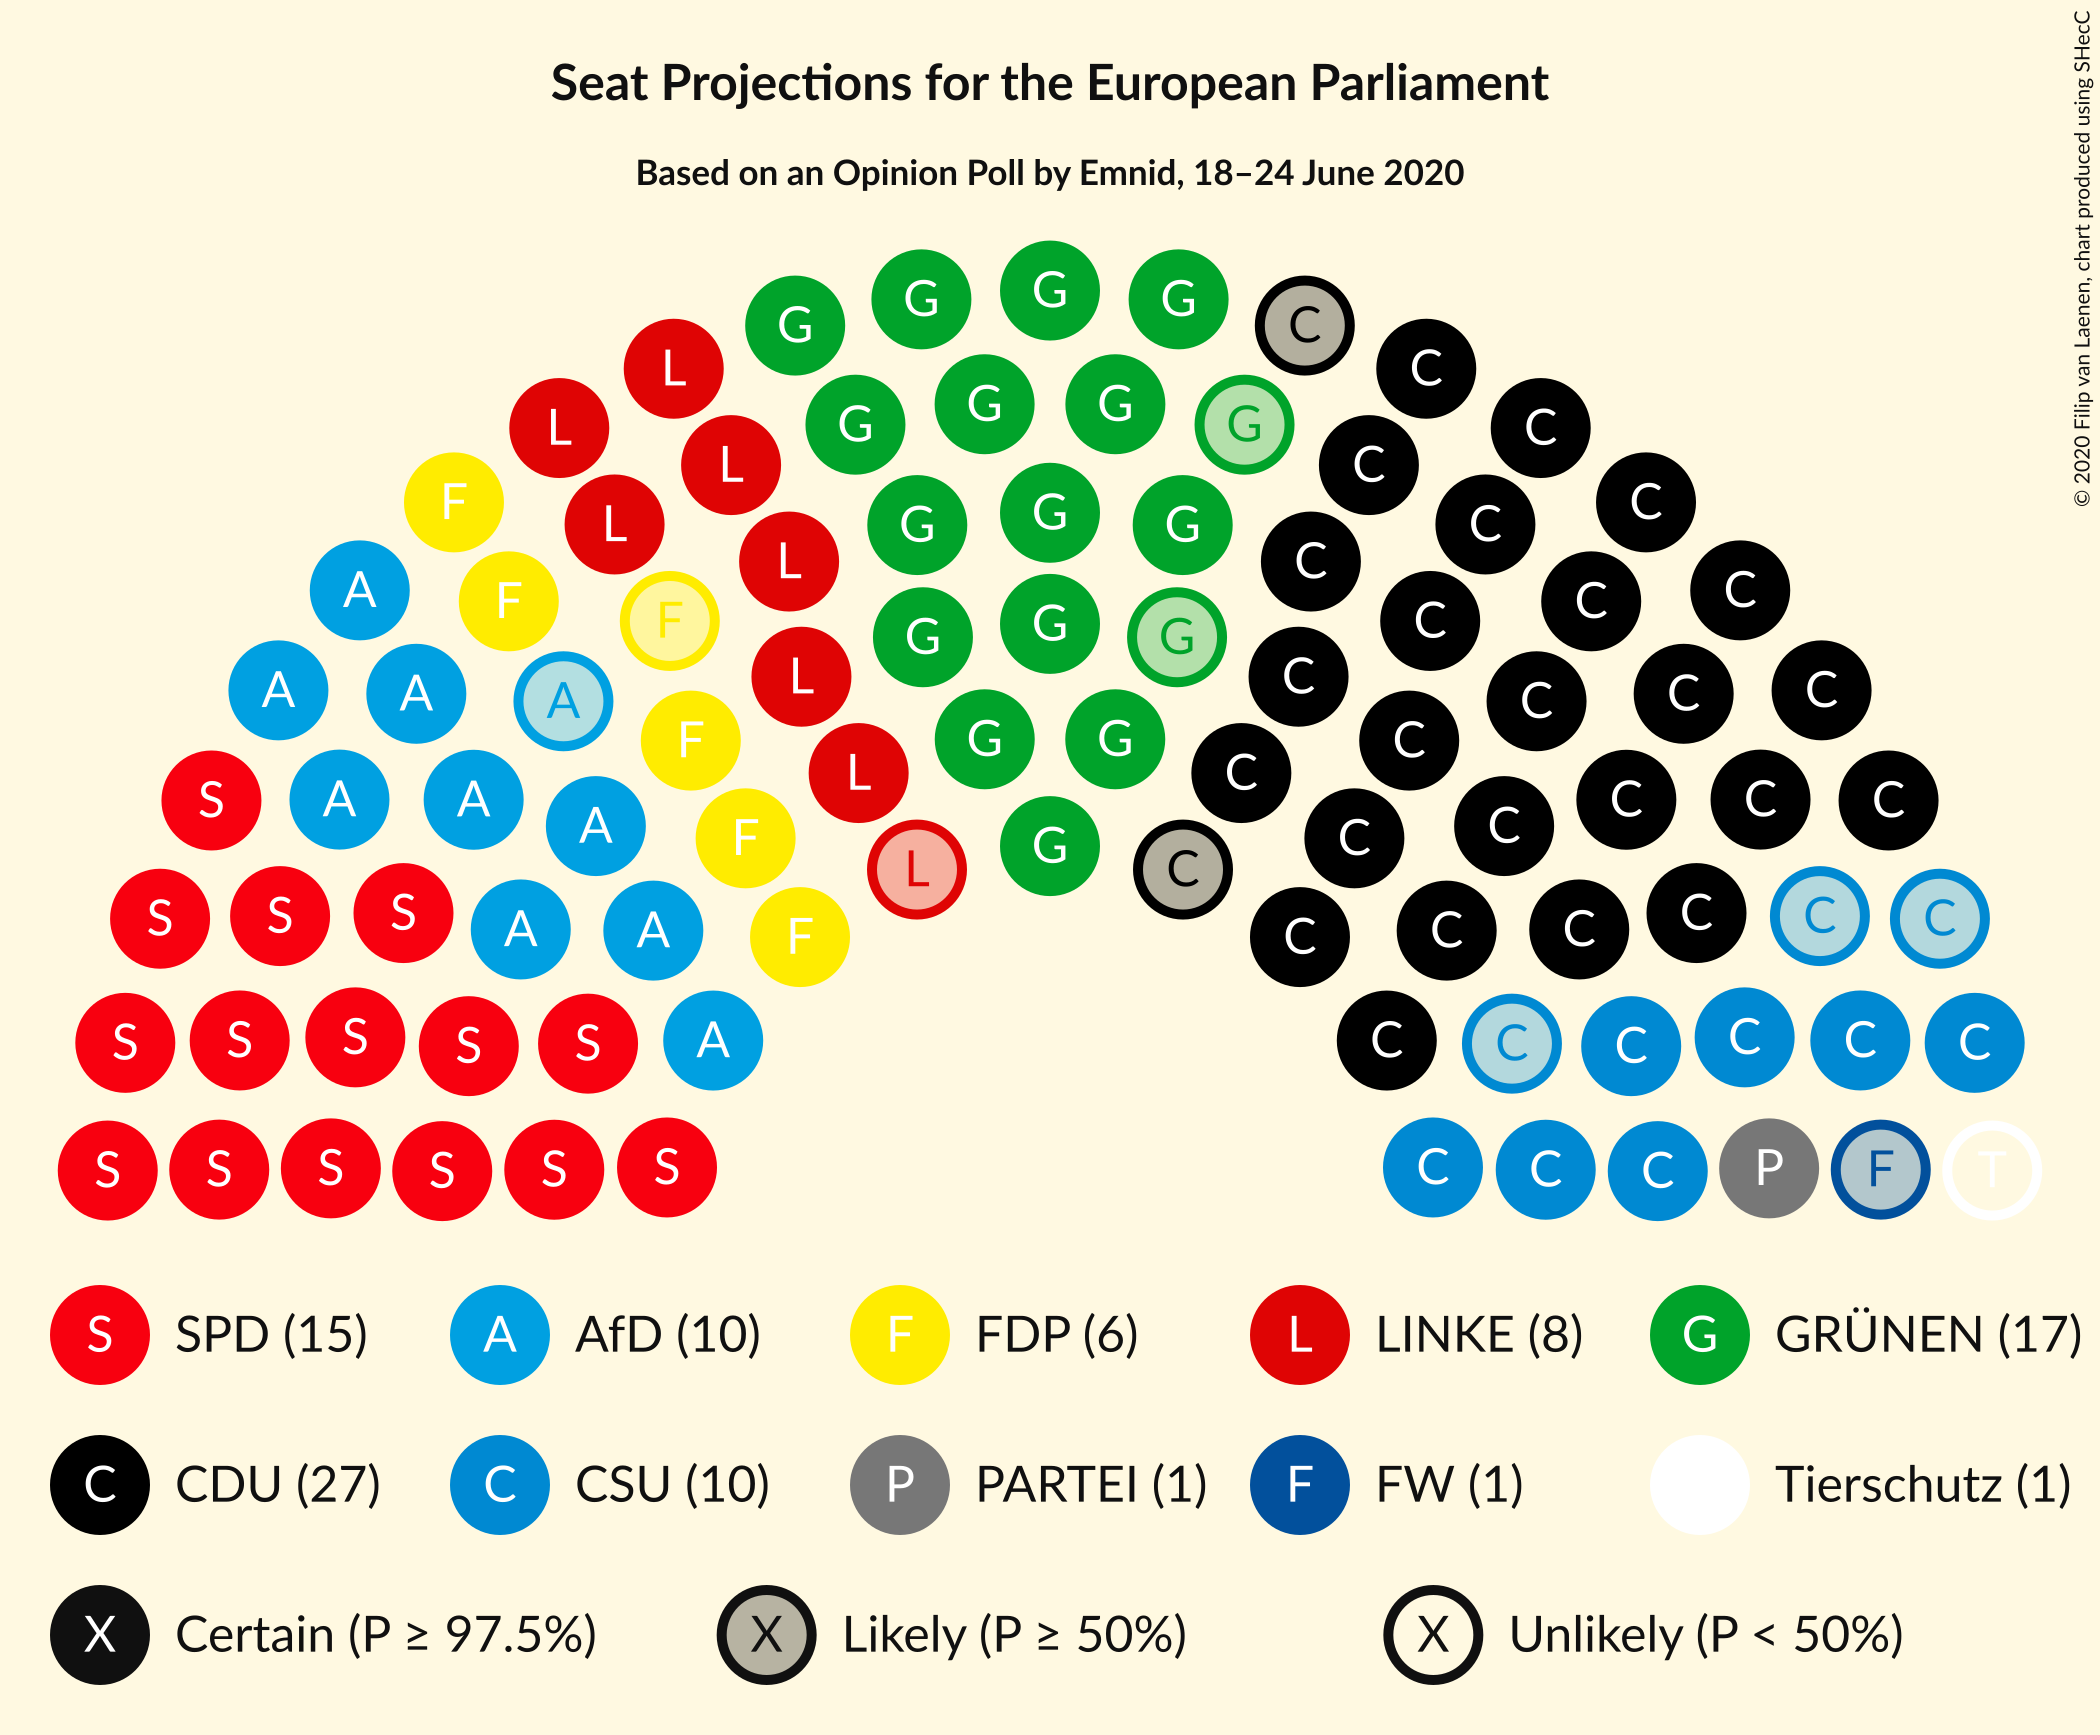 Seat Projections for the European Parliament
Based on an Opinion Poll by Emnid, 18–24 June 2020
© 2020 Filip van Laenen, chart produced using SHecC
G G G G C
L G G G G C
L L G G G C C
F L L G G G C C C
A F F L G G C C C C
A A A F L G C C C C C
S A A A F L G C C C C C C
S S S A A F C C C C C C
S S S S S A C C C C C C
S S S S S S C C C P F T
S SPD (15) A AfD (10) F FDP (6) L LINKE (8) G GRÜNEN (17)
C CDU (27) C CSU (10) P PARTEI (1) F FW (1) Tierschutz (1)
X Certain (P ≥ 97.5%) X Likely (P ≥ 50%) X Unlikely (P < 50%)